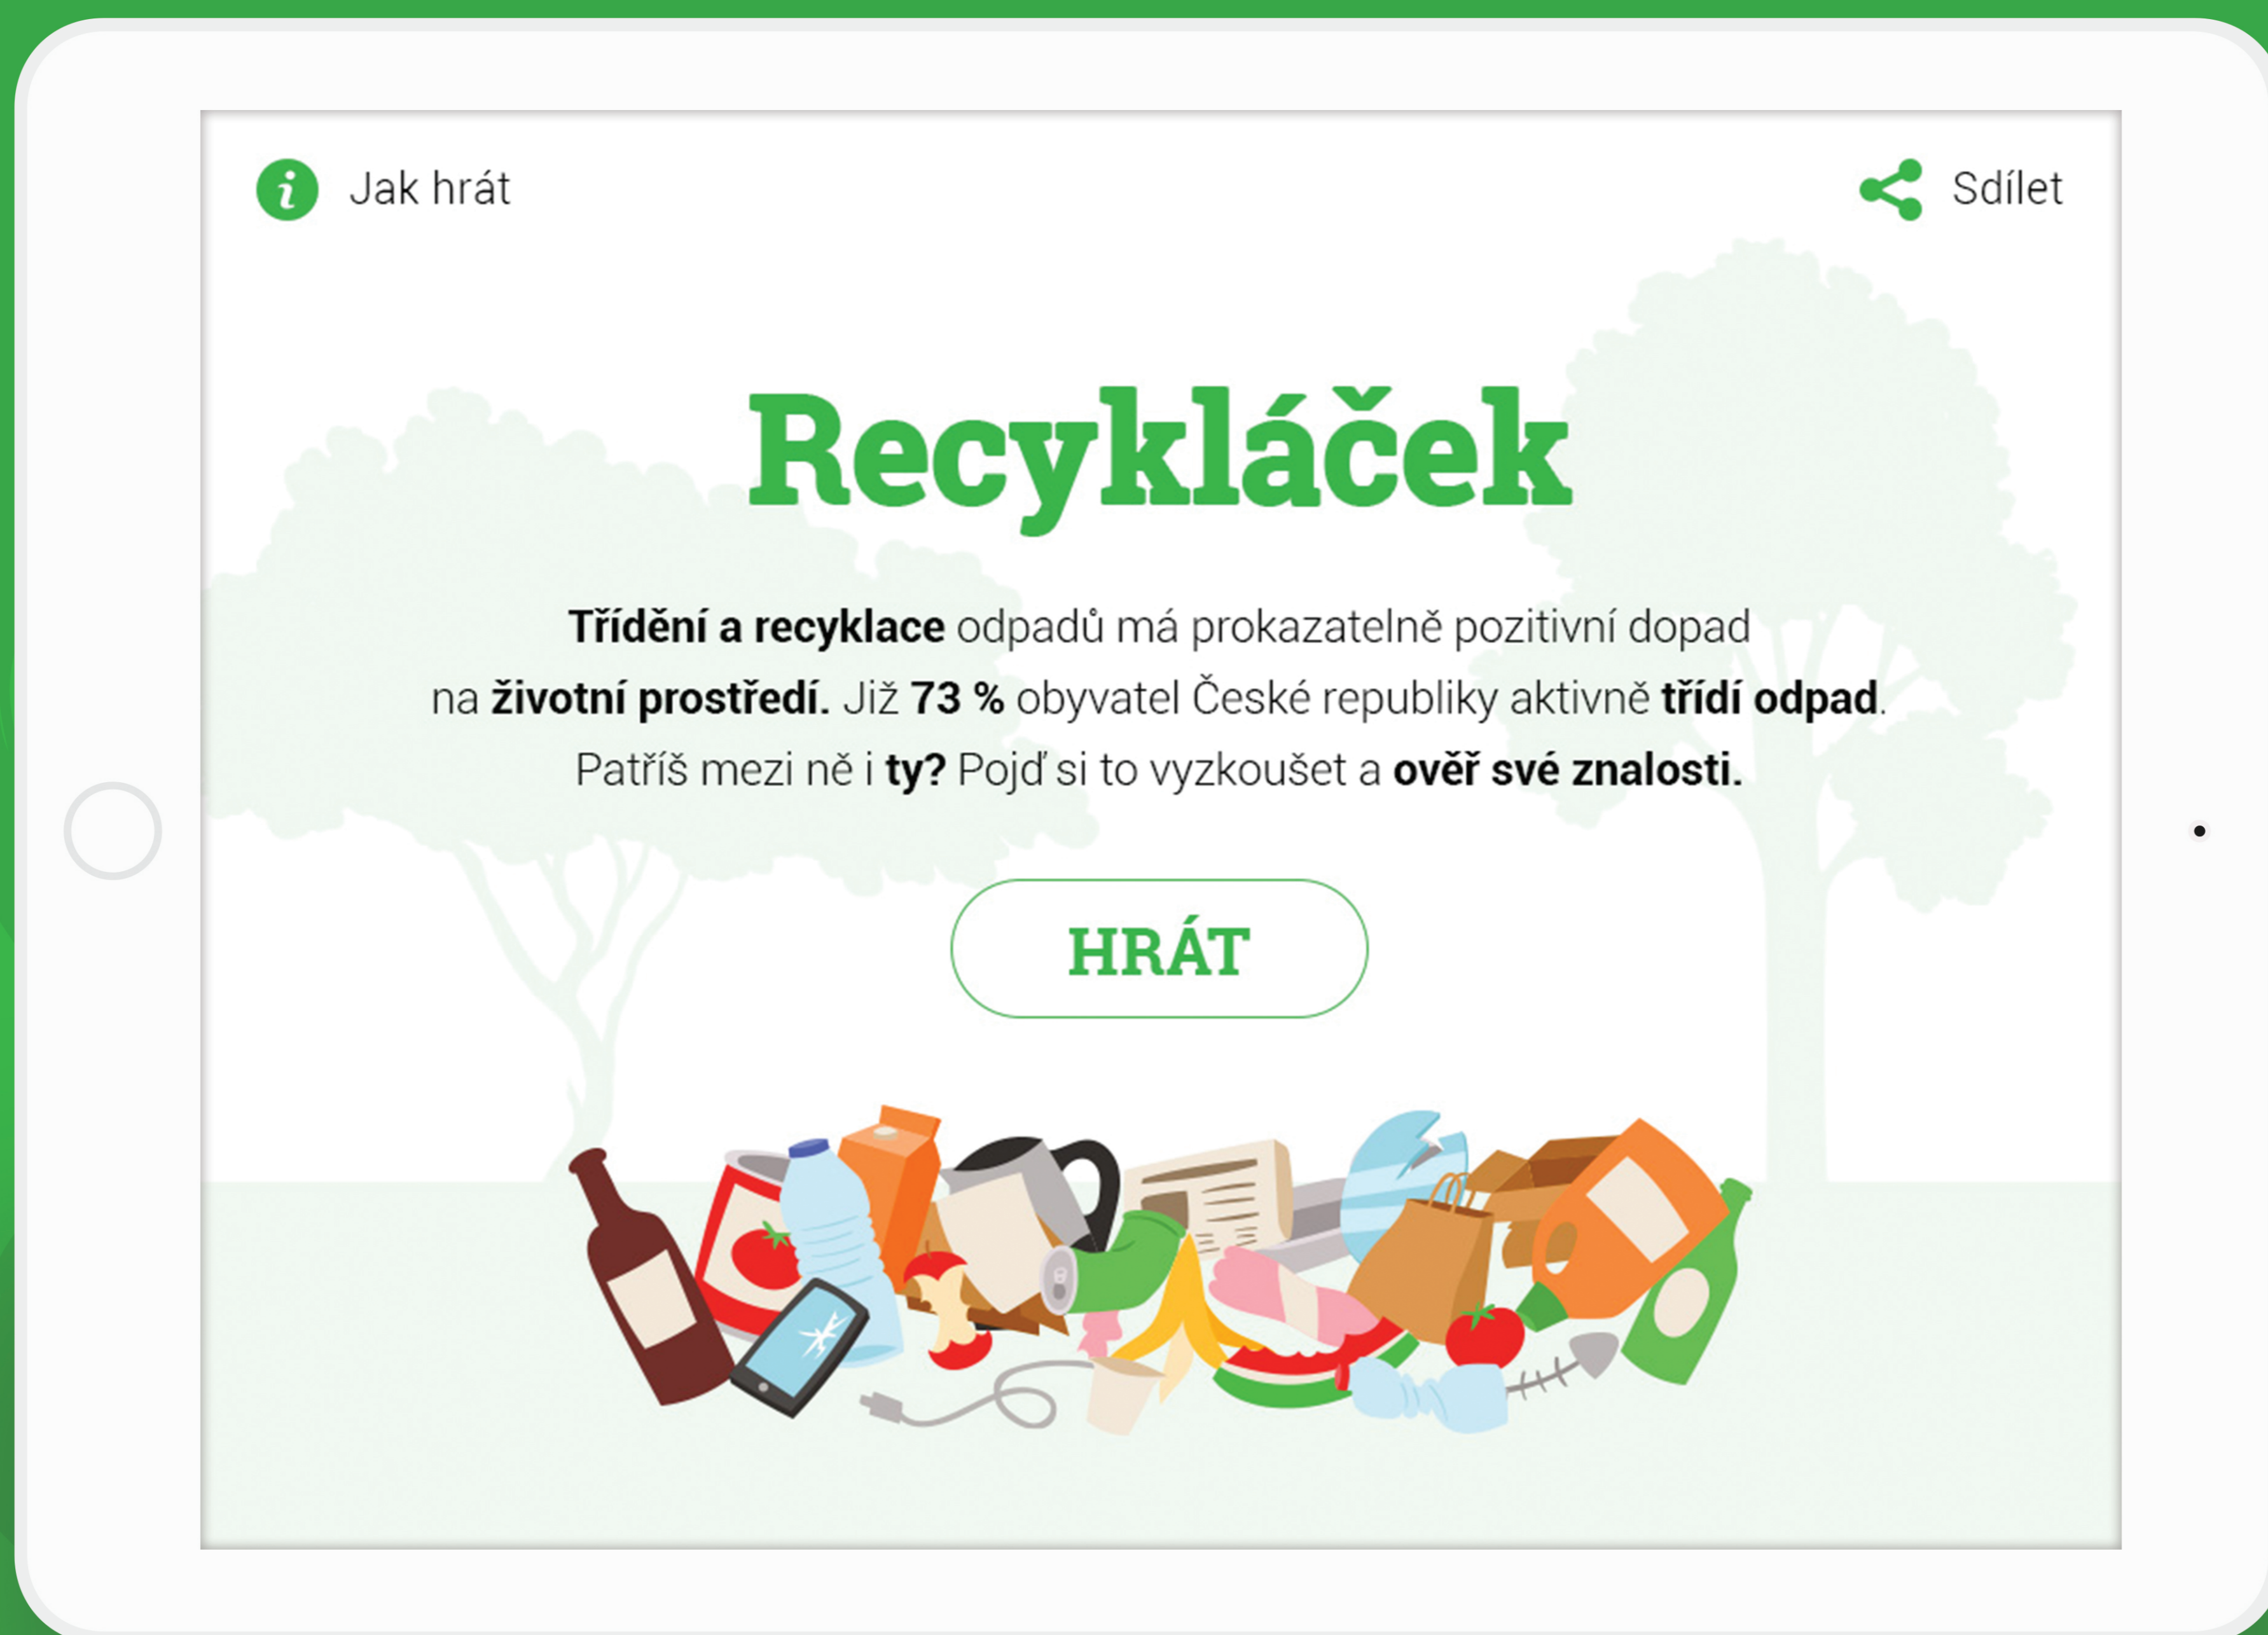 Jak hrát
Sdílet
Recykláček
Třídění a recyklace odpadů má prokazatelně pozitivní dopad
na životní prostředí. Již 73 % obyvatel České republiky aktivně třídí odpad.
Patříš mezi ně i ty? Pojď si to vyzkoušet a ověř své znalosti.
HRÁT